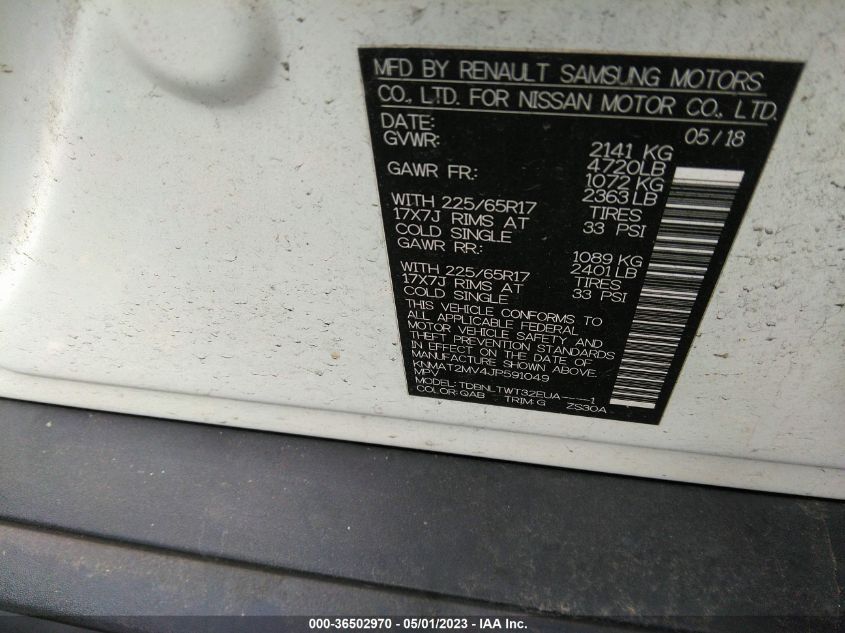 MFD BY RENAULT SAMSUNG MOTORS
CO., LTD. FOR NISSAN MOTOR CO., LTD.
DATE: 05/18
GVWR: 2141 KG
4720LB
GAWR FR: 1072 KG
2363 LB
WITH 225/65R17 TIRES
17X7J RIMS AT 33 PSI
COLD SINGLE
GAWR RR: 1089 KG
2401 LB
WITH 225/65R17 TIRES
17X7J RIMS AT 33 PSI
COLD SINGLE
THIS VEHICLE CONFORMS TO
ALL APPLICABLE FEDERAL
MOTOR VEHICLE SAFETY AND
THEFT PREVENTION STANDARDS
IN EFFECT ON THE DATE OF
MANUFACTURE SHOWN ABOVE.
KNMAT2MV4JP591049
MPV
MODEL: TDBNLTWT32EUA-----1
COLOR: QAB TRIM: G ZS30A
000-36502970 - 05/01/2023 - IAA Inc.